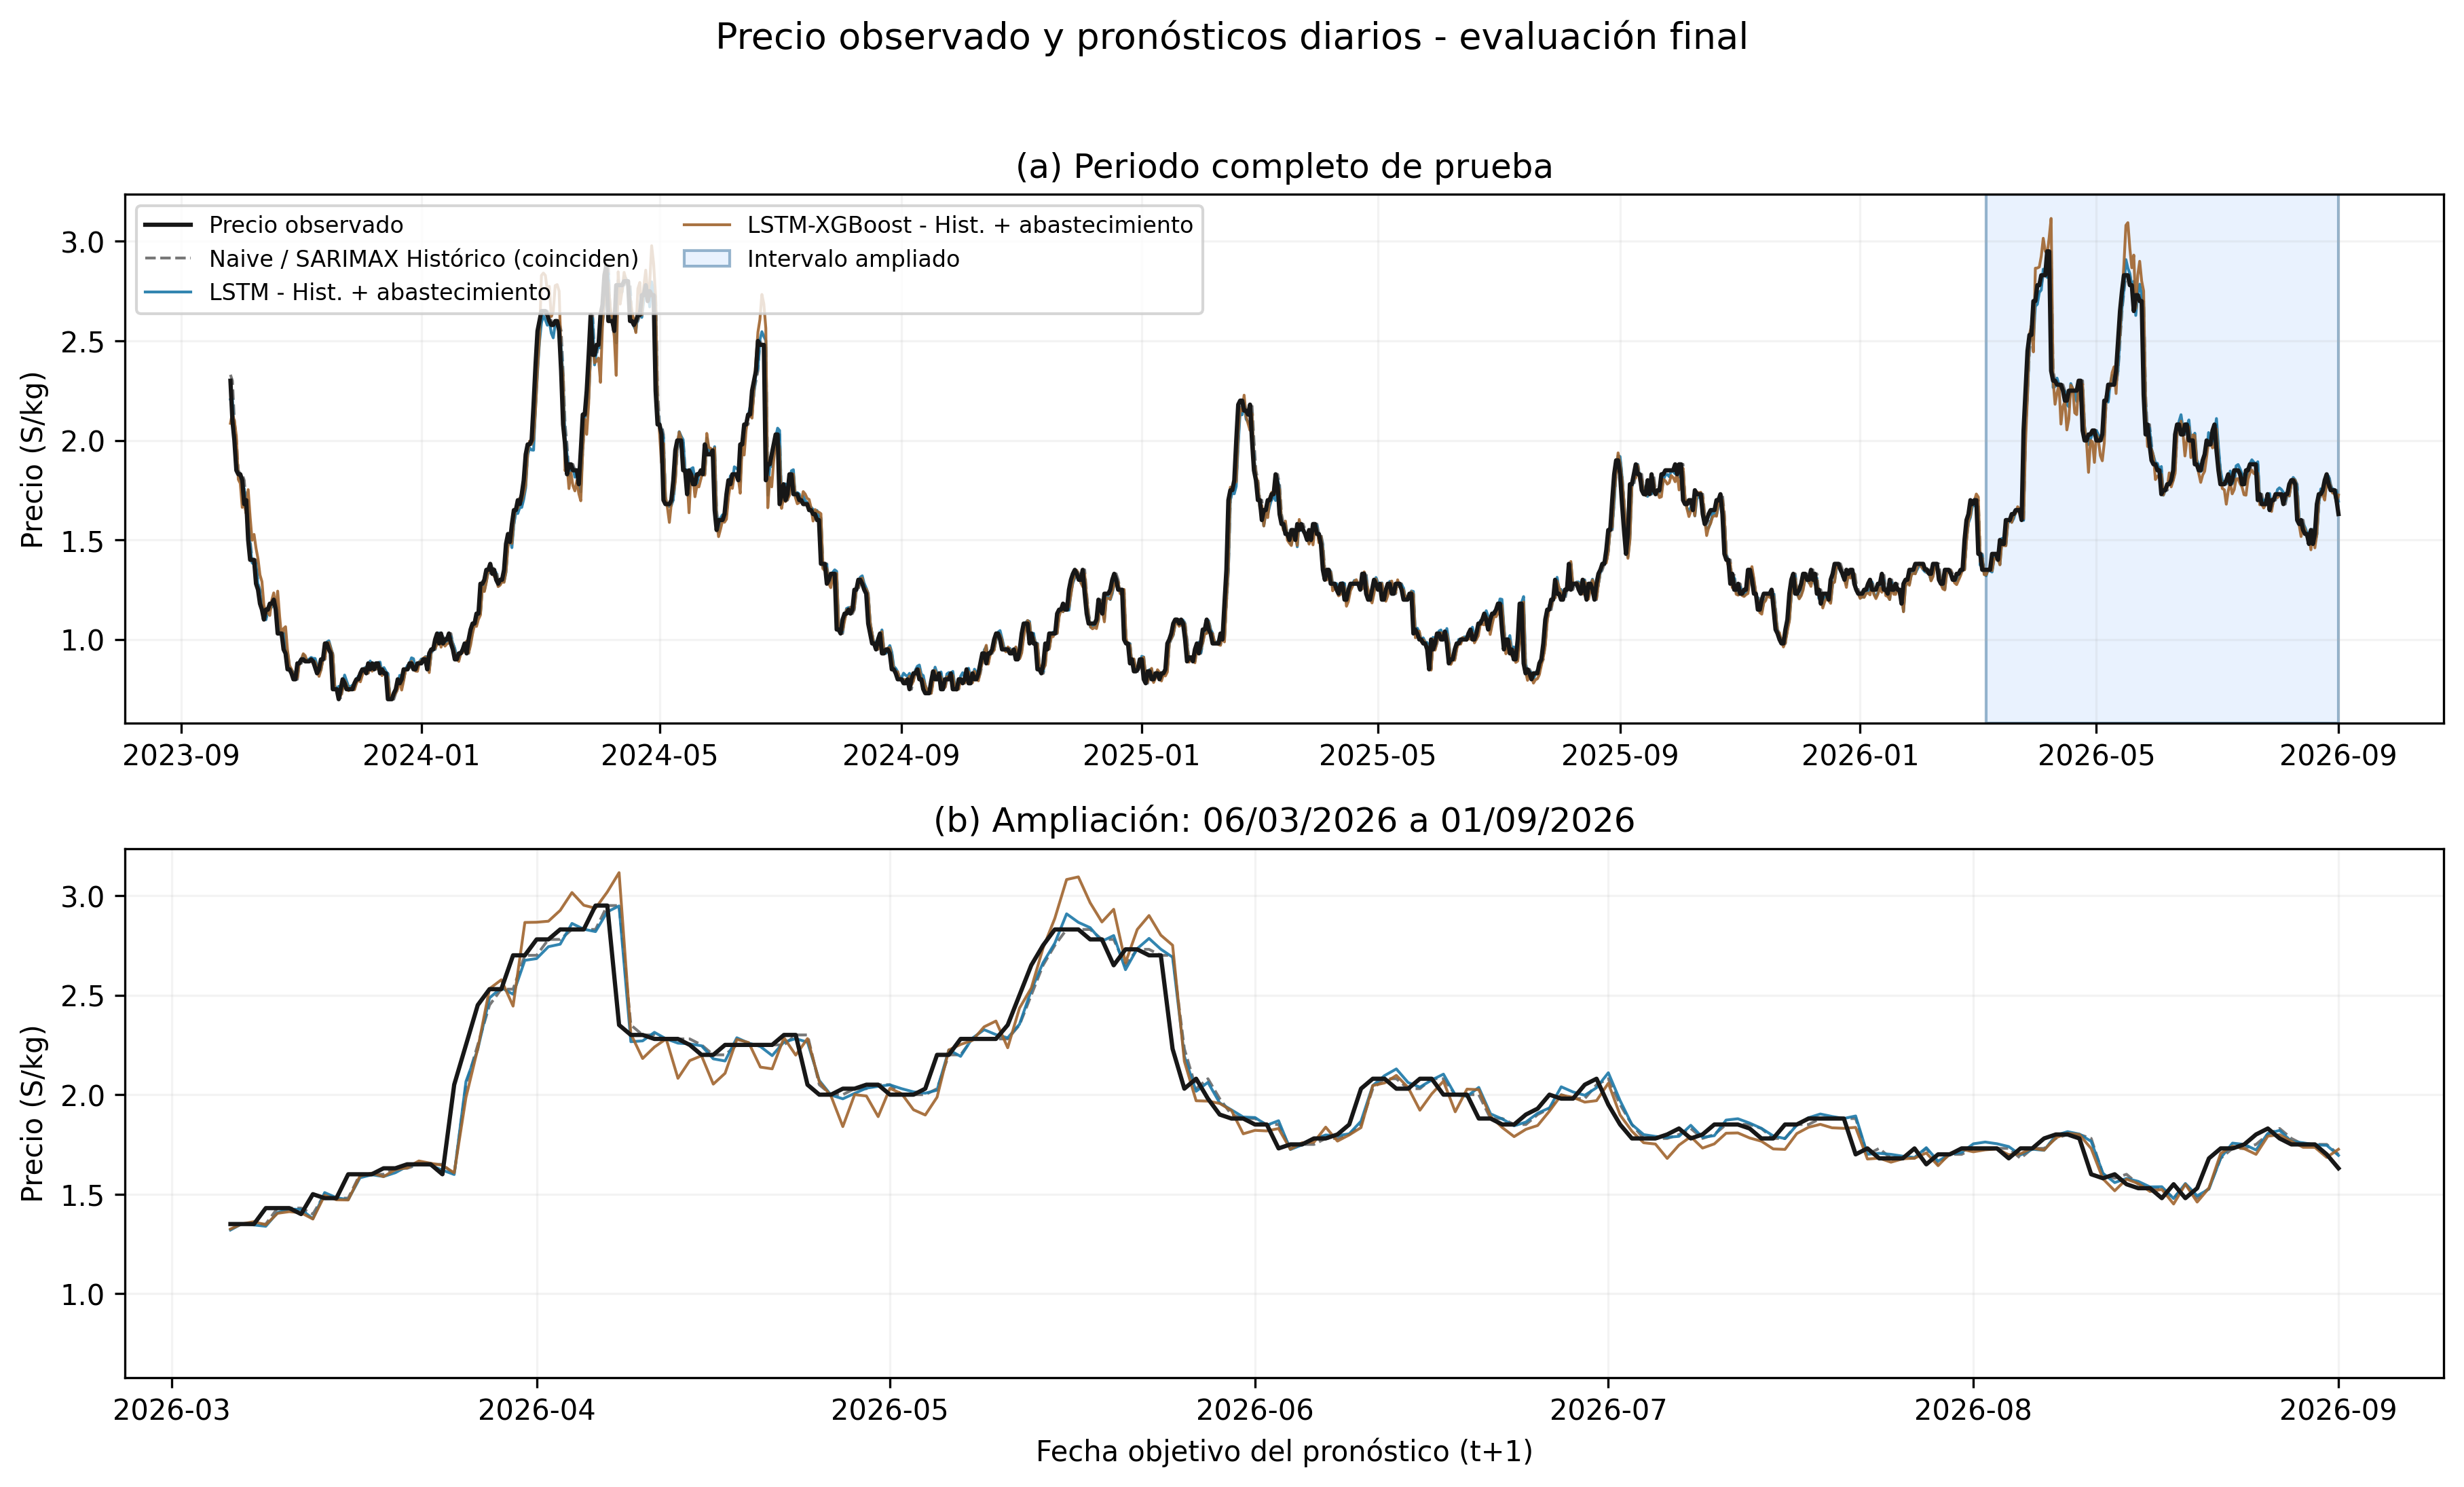 Precio observado y pronósticos diarios - evaluación final
(a) Periodo completo de prueba
Precio observado
Naive / SARIMAX Histórico (coinciden)
LSTM - Hist. + abastecimiento
LSTM-XGBoost - Hist. + abastecimiento
Intervalo ampliado
Precio (S/kg)
3.0
2.5
2.0
1.5
1.0
2023-09 2024-01 2024-05 2024-09 2025-01 2025-05 2025-09 2026-01 2026-05 2026-09
(b) Ampliación: 06/03/2026 a 01/09/2026
Precio (S/kg)
3.0
2.5
2.0
1.5
1.0
2026-03 2026-04 2026-05 2026-06 2026-07 2026-08 2026-09
Fecha objetivo del pronóstico (t+1)